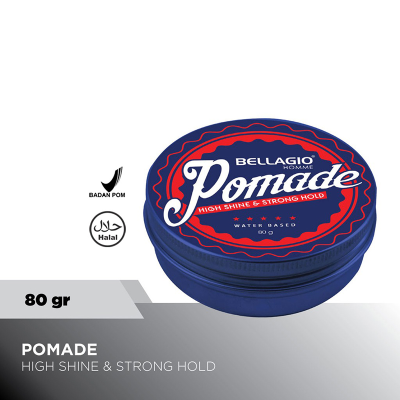 BELLAGIO®
HOMME
Pomade
HIGH SHINE & STRONG HOLD
WATER BASED
80 g
BADAN POM
حلال
Halal
80 gr
POMADE
HIGH SHINE & STRONG HOLD